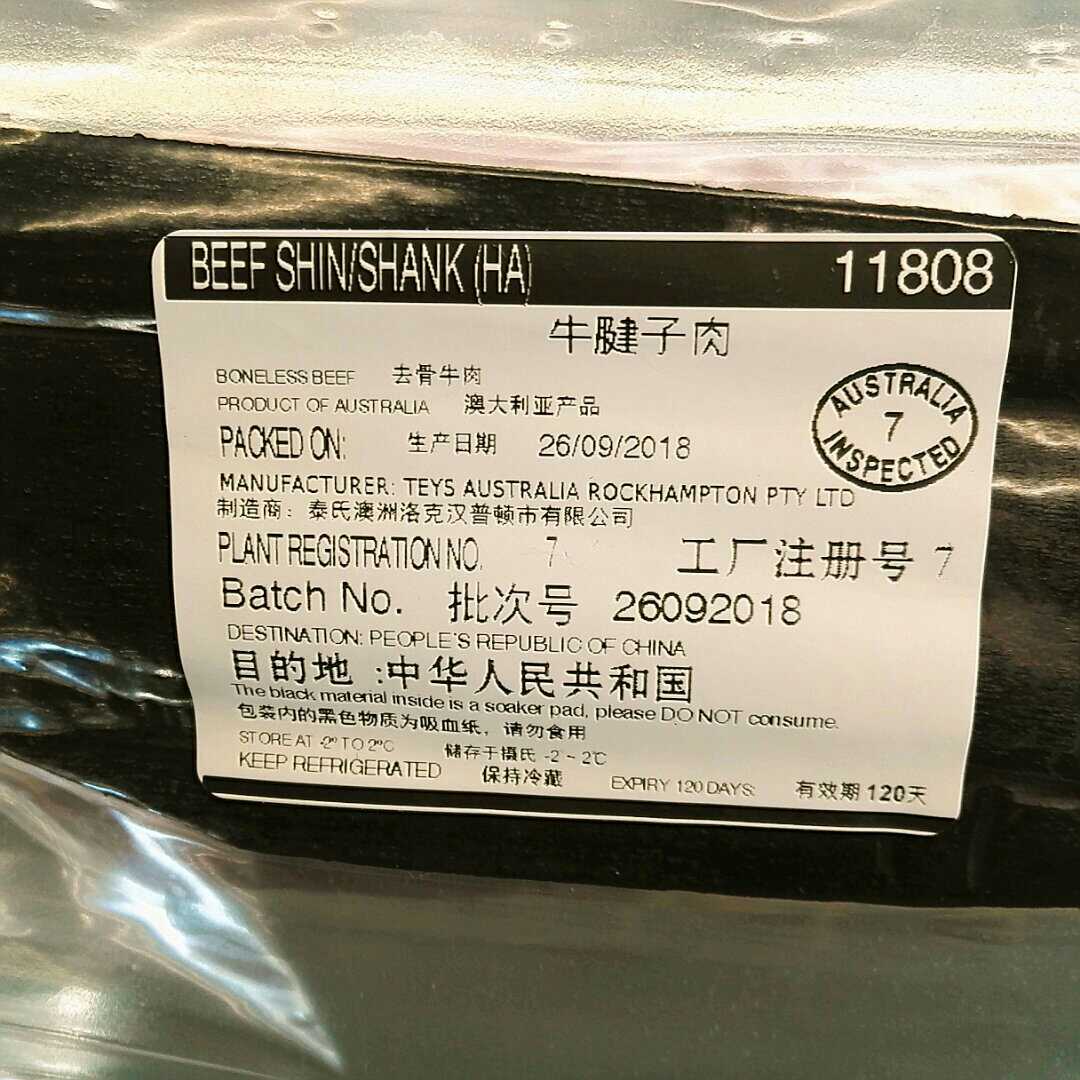 BEEF SHIN/SHANK (HA) 11808
牛腱子肉
BONELESS BEEF 去骨牛肉
PRODUCT OF AUSTRALIA 澳大利亚产品
AUSTRALIA
7
INSPECTED
PACKED ON: 生产日期 26/09/2018
MANUFACTURER: TEYS AUSTRALIA ROCKHAMPTON PTY LTD
制造商：泰氏澳洲洛克汉普顿市有限公司
PLANT REGISTRATION NO. 7 工厂注册号 7
Batch No. 批次号 26092018
DESTINATION: PEOPLE'S REPUBLIC OF CHINA
目的地 :中华人民共和国
The black material inside is a soaker pad, please DO NOT consume.
包装内的黑色物质为吸血纸，请勿食用
STORE AT -2° TO 2°C 储存于摄氏 -2 ~ 2℃
KEEP REFRIGERATED 保持冷藏 EXPIRY 120 DAYS: 有效期 120天